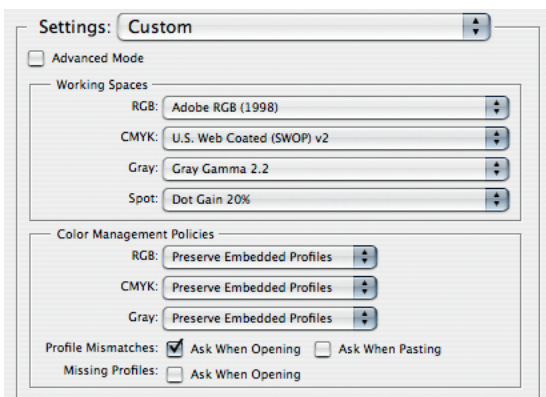 Settings: Custom
Advanced Mode
Working Spaces
RGB: Adobe RGB (1998)
CMYK: U.S. Web Coated (SWOP) v2
Gray: Gray Gamma 2.2
Spot: Dot Gain 20%
Color Management Policies
RGB: Preserve Embedded Profiles
CMYK: Preserve Embedded Profiles
Gray: Preserve Embedded Profiles
Profile Mismatches: Ask When Opening Ask When Pasting
Missing Profiles: Ask When Opening